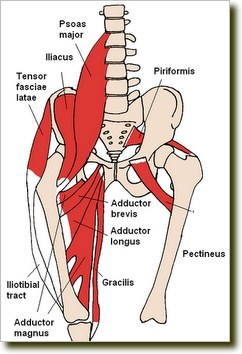 Psoas
major
Iliacus
Tensor
fasciae
latae
Piriformis
Adductor
brevis
Adductor
longus
Pectineus
Iliotibial
tract
Gracilis
Adductor
magnus